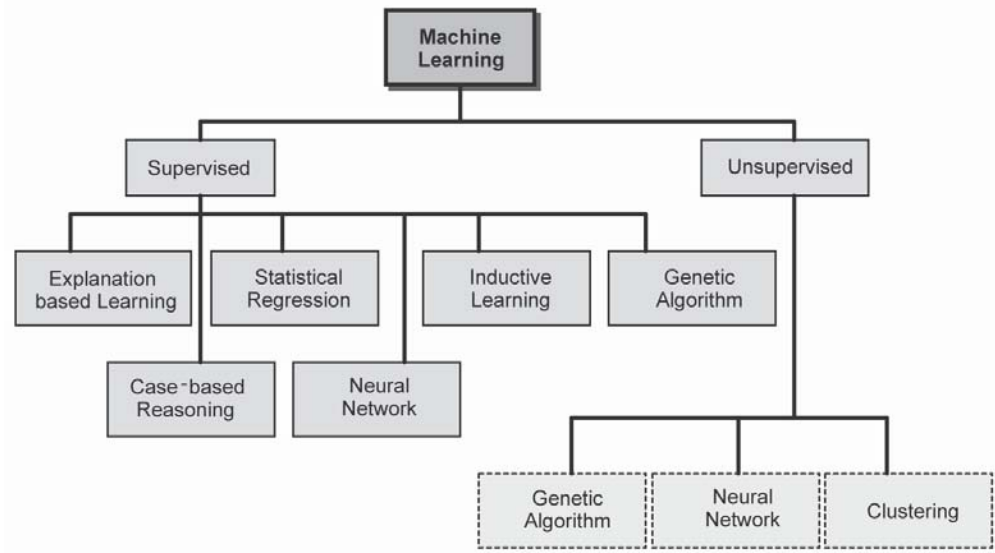 Machine
Learning
Supervised
Unsupervised
Explanation
based Learning
Statistical
Regression
Inductive
Learning
Genetic
Algorithm
Case-based
Reasoning
Neural
Network
Genetic
Algorithm
Neural
Network
Clustering